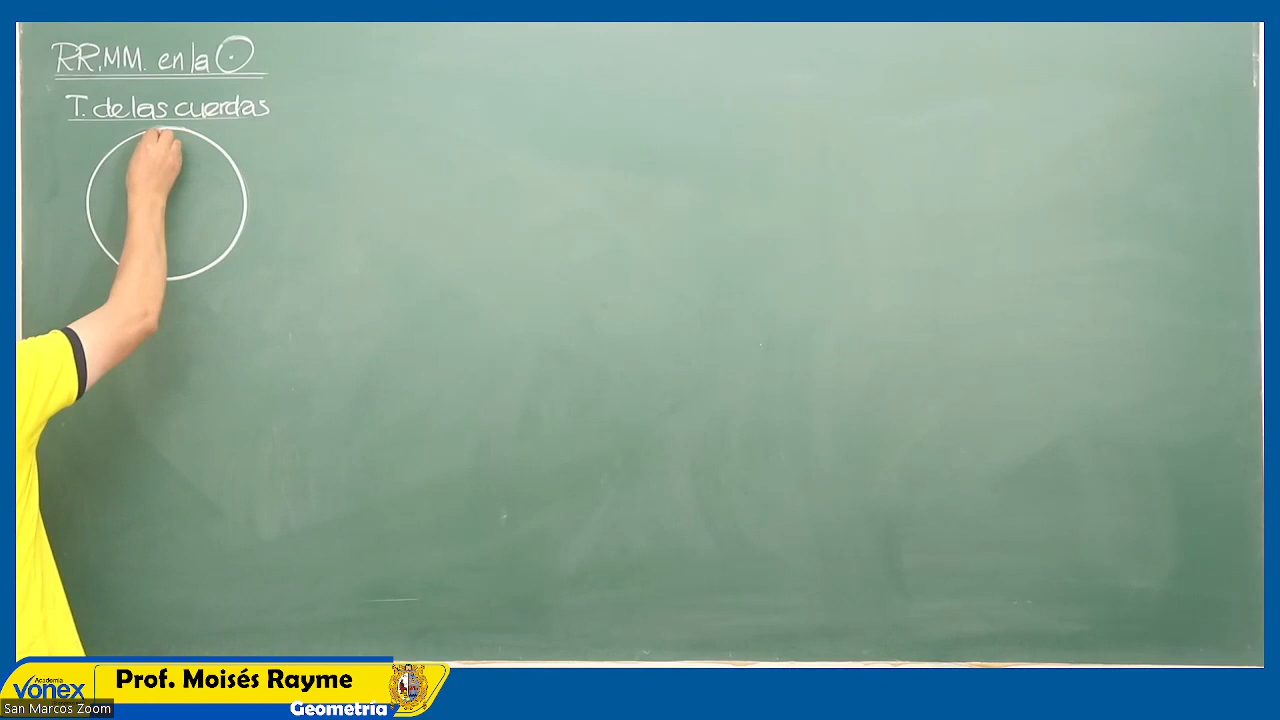 RR.MM. en la
T. de las cuerdas
Academia
vonex
San Marcos Zoom
Prof. Moisés Rayme
Geometría